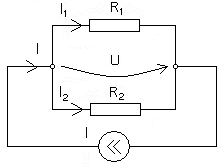 I₁ R₁
I U
I₂ R₂
I